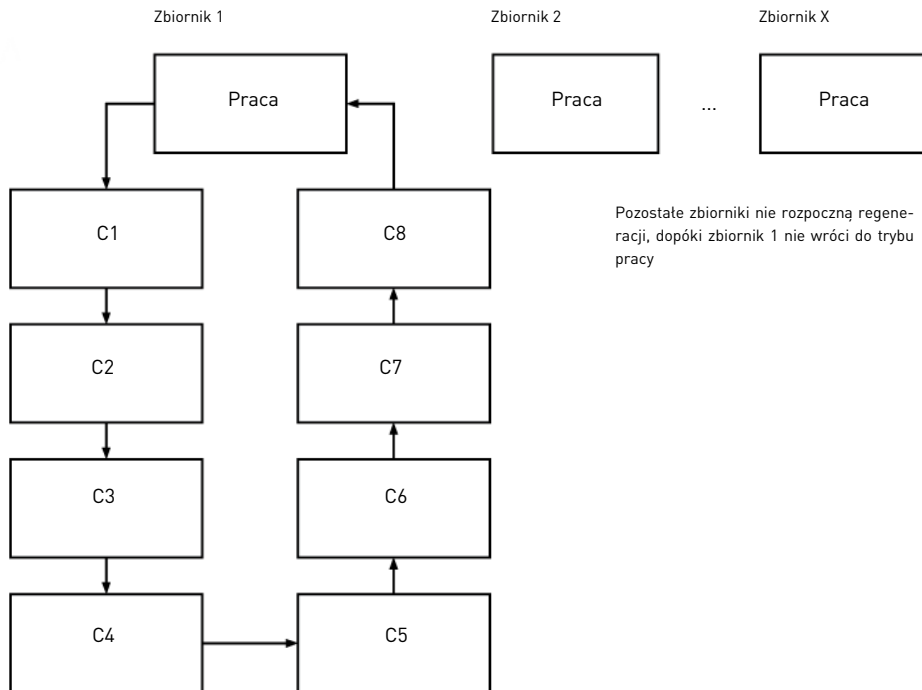 Zbiornik 1
Zbiornik 2
Zbiornik X
Praca
Praca
...
Praca
C1
C8
Pozostałe zbiorniki nie rozpoczną regene-
racji, dopóki zbiornik 1 nie wróci do trybu
pracy
C2
C7
C3
C6
C4
C5